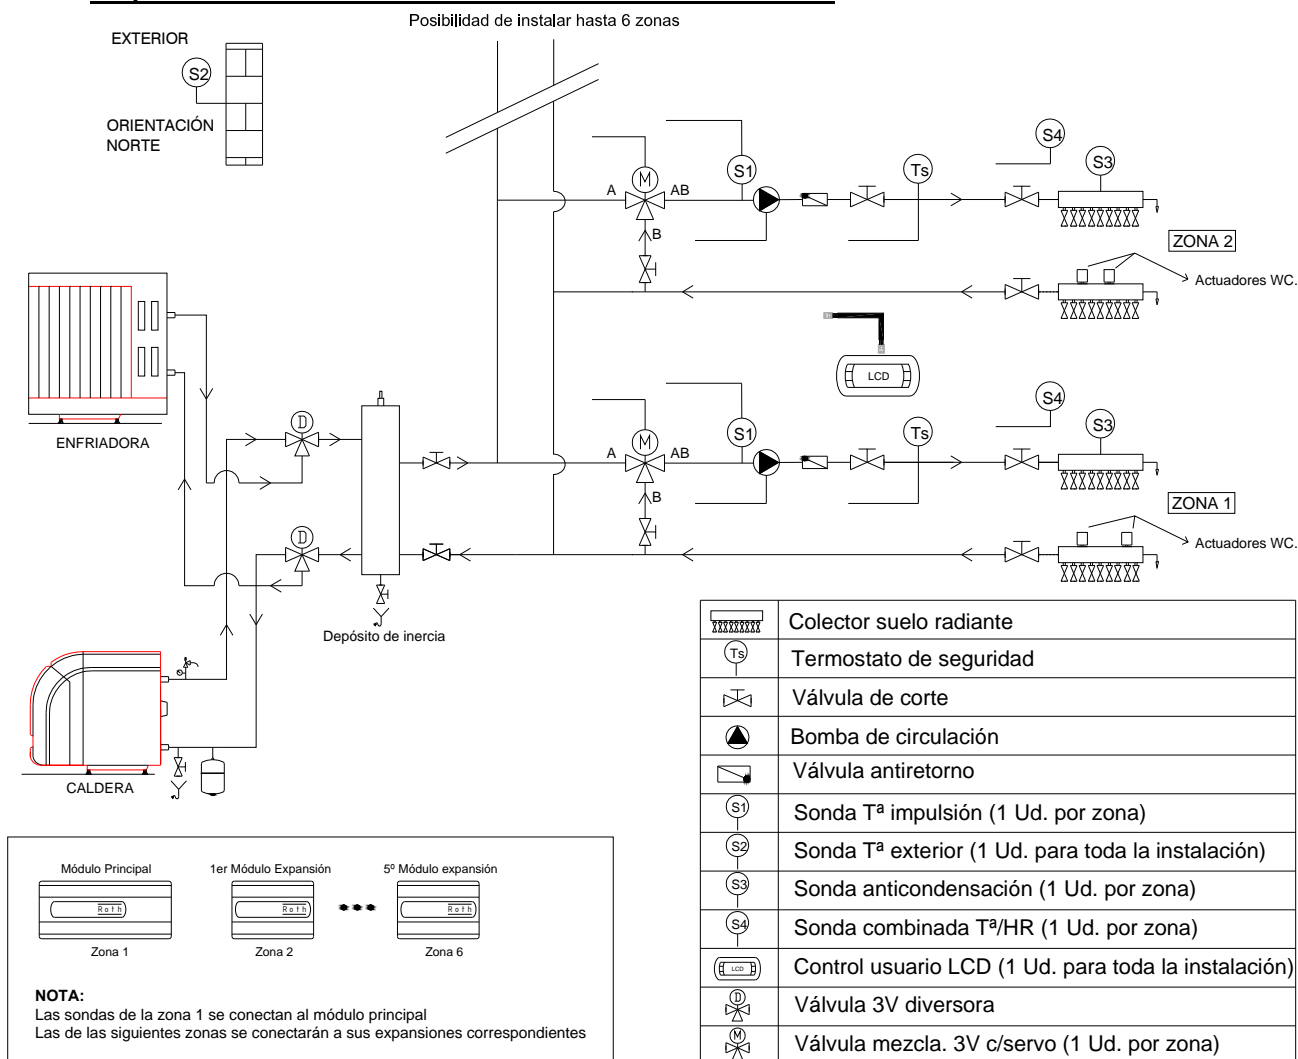 Posibilidad de instalar hasta 6 zonas
EXTERIOR
S2
ORIENTACIÓN
NORTE
M
A
AB
B
S1
Ts
S4
S3
ZONA 2
Actuadores WC.
LCD
ENFRIADORA
D
D
M
A
AB
B
S1
Ts
S4
S3
ZONA 1
Actuadores WC.
Depósito de inercia
CALDERA
Colector suelo radiante
Ts
Termostato de seguridad
Válvula de corte
Bomba de circulación
Válvula antiretorno
S1
Sonda Tª impulsión (1 Ud. por zona)
S2
Sonda Tª exterior (1 Ud. para toda la instalación)
S3
Sonda anticondensación (1 Ud. por zona)
S4
Sonda combinada Tª/HR (1 Ud. por zona)
LCD
Control usuario LCD (1 Ud. para toda la instalación)
D
Válvula 3V diversora
M
Válvula mezcla. 3V c/servo (1 Ud. por zona)
Módulo Principal
1er Módulo Expansión
5º Módulo expansión
Roth
Roth
Roth
Zona 1
Zona 2
Zona 6
NOTA:
Las sondas de la zona 1 se conectan al módulo principal
Las de las siguientes zonas se conectarán a sus expansiones correspondientes